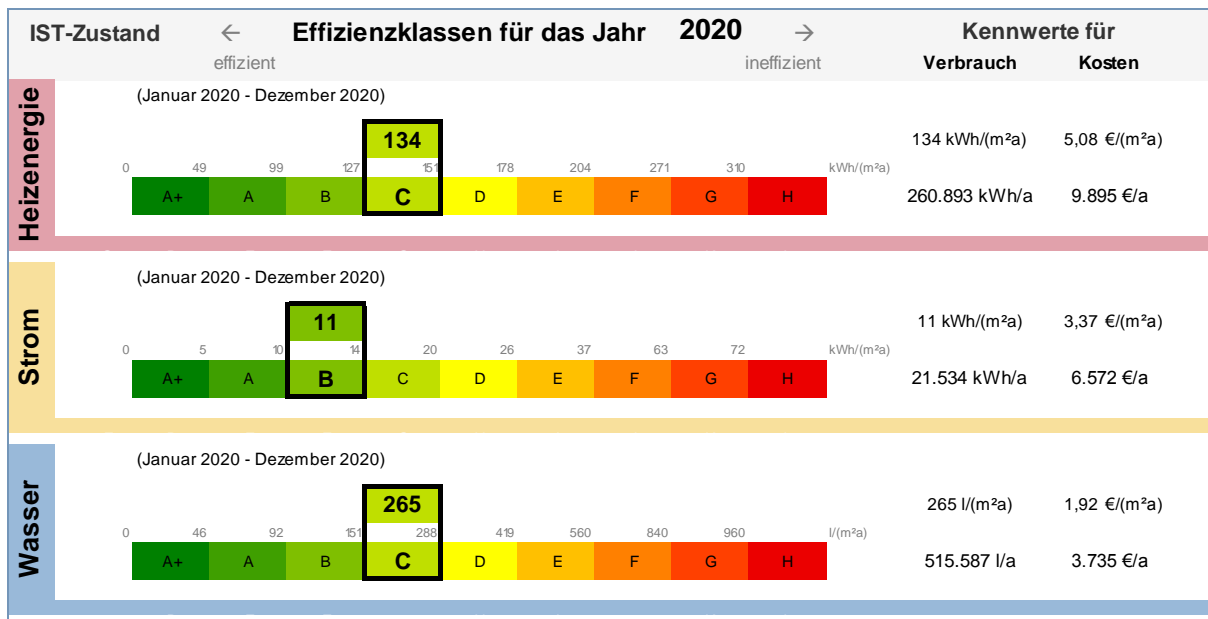 IST-Zustand ← Effizienzklassen für das Jahr 2020 → Kennwerte für
effizient ineffizient Verbrauch Kosten
Heizenergie
(Januar 2020 - Dezember 2020)
134 134 kWh/(m²a) 5,08 €/(m²a)
0 49 99 127 151 178 204 271 310 kWh/(m²a)
A+ A B C D E F G H 260.893 kWh/a 9.895 €/a
Strom
(Januar 2020 - Dezember 2020)
11 11 kWh/(m²a) 3,37 €/(m²a)
0 5 10 14 20 26 37 63 72 kWh/(m²a)
A+ A B C D E F G H 21.534 kWh/a 6.572 €/a
Wasser
(Januar 2020 - Dezember 2020)
265 265 l/(m²a) 1,92 €/(m²a)
0 46 92 151 288 419 560 840 960 l/(m²a)
A+ A B C D E F G H 515.587 l/a 3.735 €/a